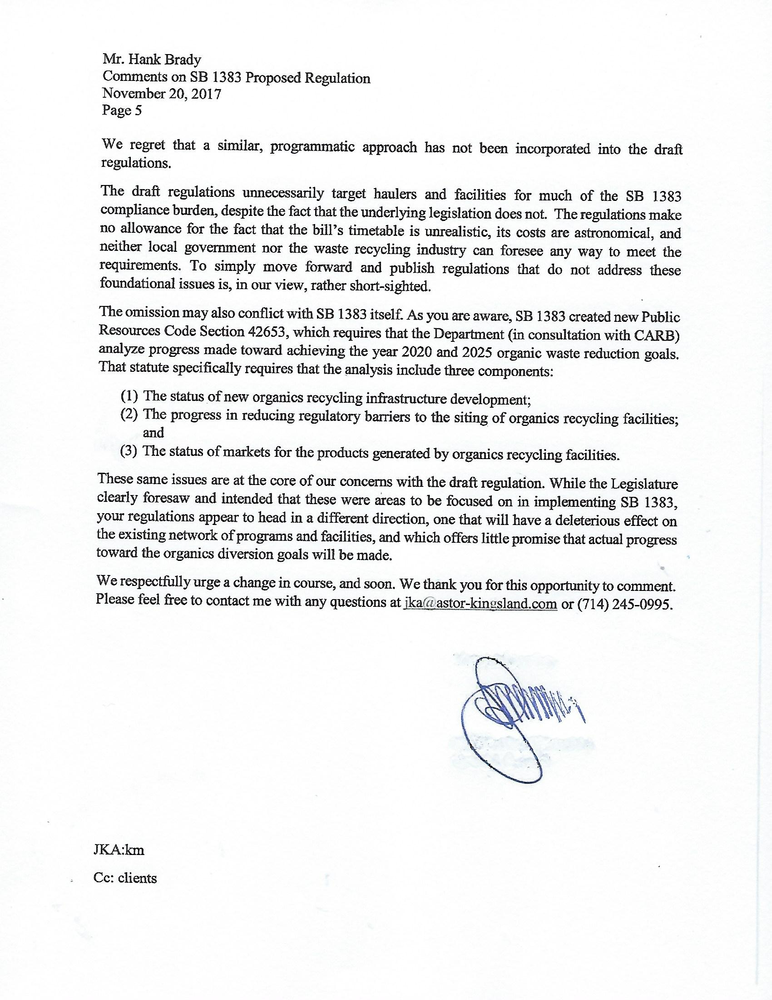 Mr. Hank Brady
Comments on SB 1383 Proposed Regulation
November 20, 2017
Page 5
We regret that a similar, programmatic approach has not been incorporated into the draft
regulations.
The draft regulations unnecessarily target haulers and facilities for much of the SB 1383
compliance burden, despite the fact that the underlying legislation does not. The regulations make
no allowance for the fact that the bill's timetable is unrealistic, its costs are astronomical, and
neither local government nor the waste recycling industry can foresee any way to meet the
requirements. To simply move forward and publish regulations that do not address these
foundational issues is, in our view, rather short-sighted.
The omission may also conflict with SB 1383 itself. As you are aware, SB 1383 created new Public
Resources Code Section 42653, which requires that the Department (in consultation with CARB)
analyze progress made toward achieving the year 2020 and 2025 organic waste reduction goals.
That statute specifically requires that the analysis include three components:
(1) The status of new organics recycling infrastructure development;
(2) The progress in reducing regulatory barriers to the siting of organics recycling facilities;
and
(3) The status of markets for the products generated by organics recycling facilities.
These same issues are at the core of our concerns with the draft regulation. While the Legislature
clearly foresaw and intended that these were areas to be focused on in implementing SB 1383,
your regulations appear to head in a different direction, one that will have a deleterious effect on
the existing network of programs and facilities, and which offers little promise that actual progress
toward the organics diversion goals will be made.
We respectfully urge a change in course, and soon. We thank you for this opportunity to comment.
Please feel free to contact me with any questions at jka@astor-kingsland.com or (714) 245-0995.
JKA:km
Cc: clients